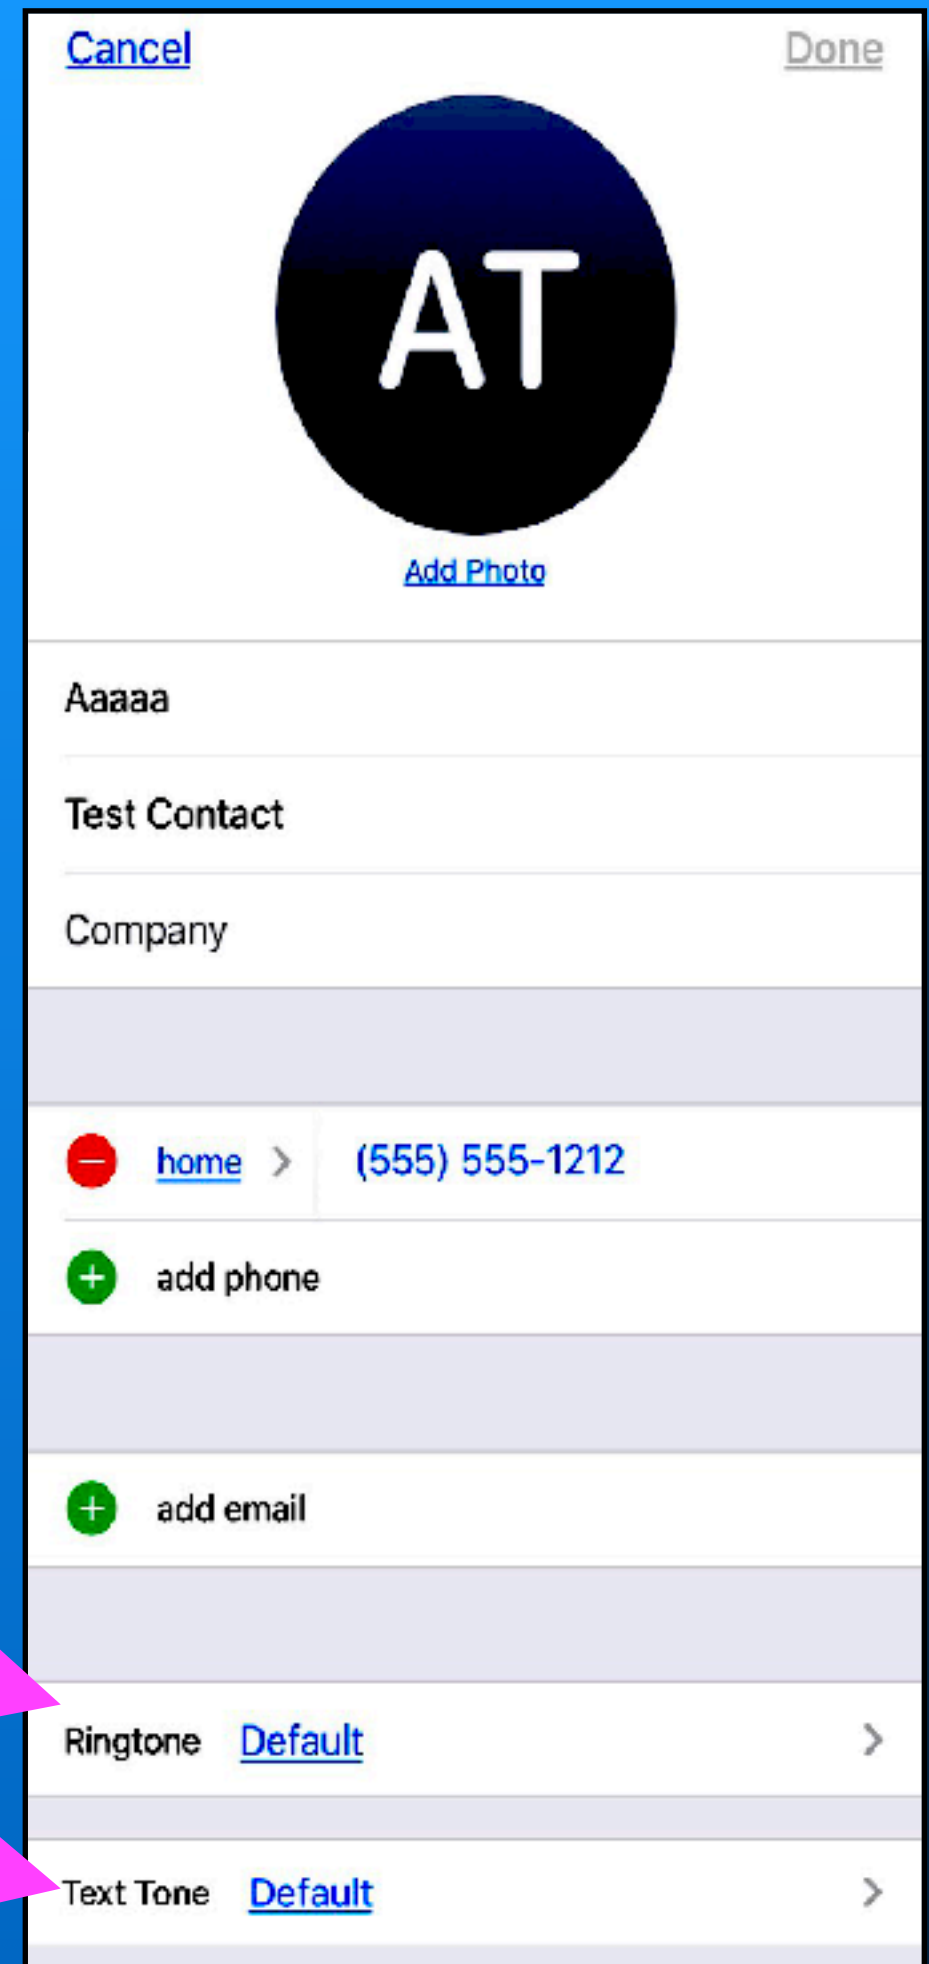 Cancel Done
AT
Add Photo
Aaaaa
Test Contact
Company
home (555) 555-1212
add phone
add email
Ringtone Default
Text Tone Default